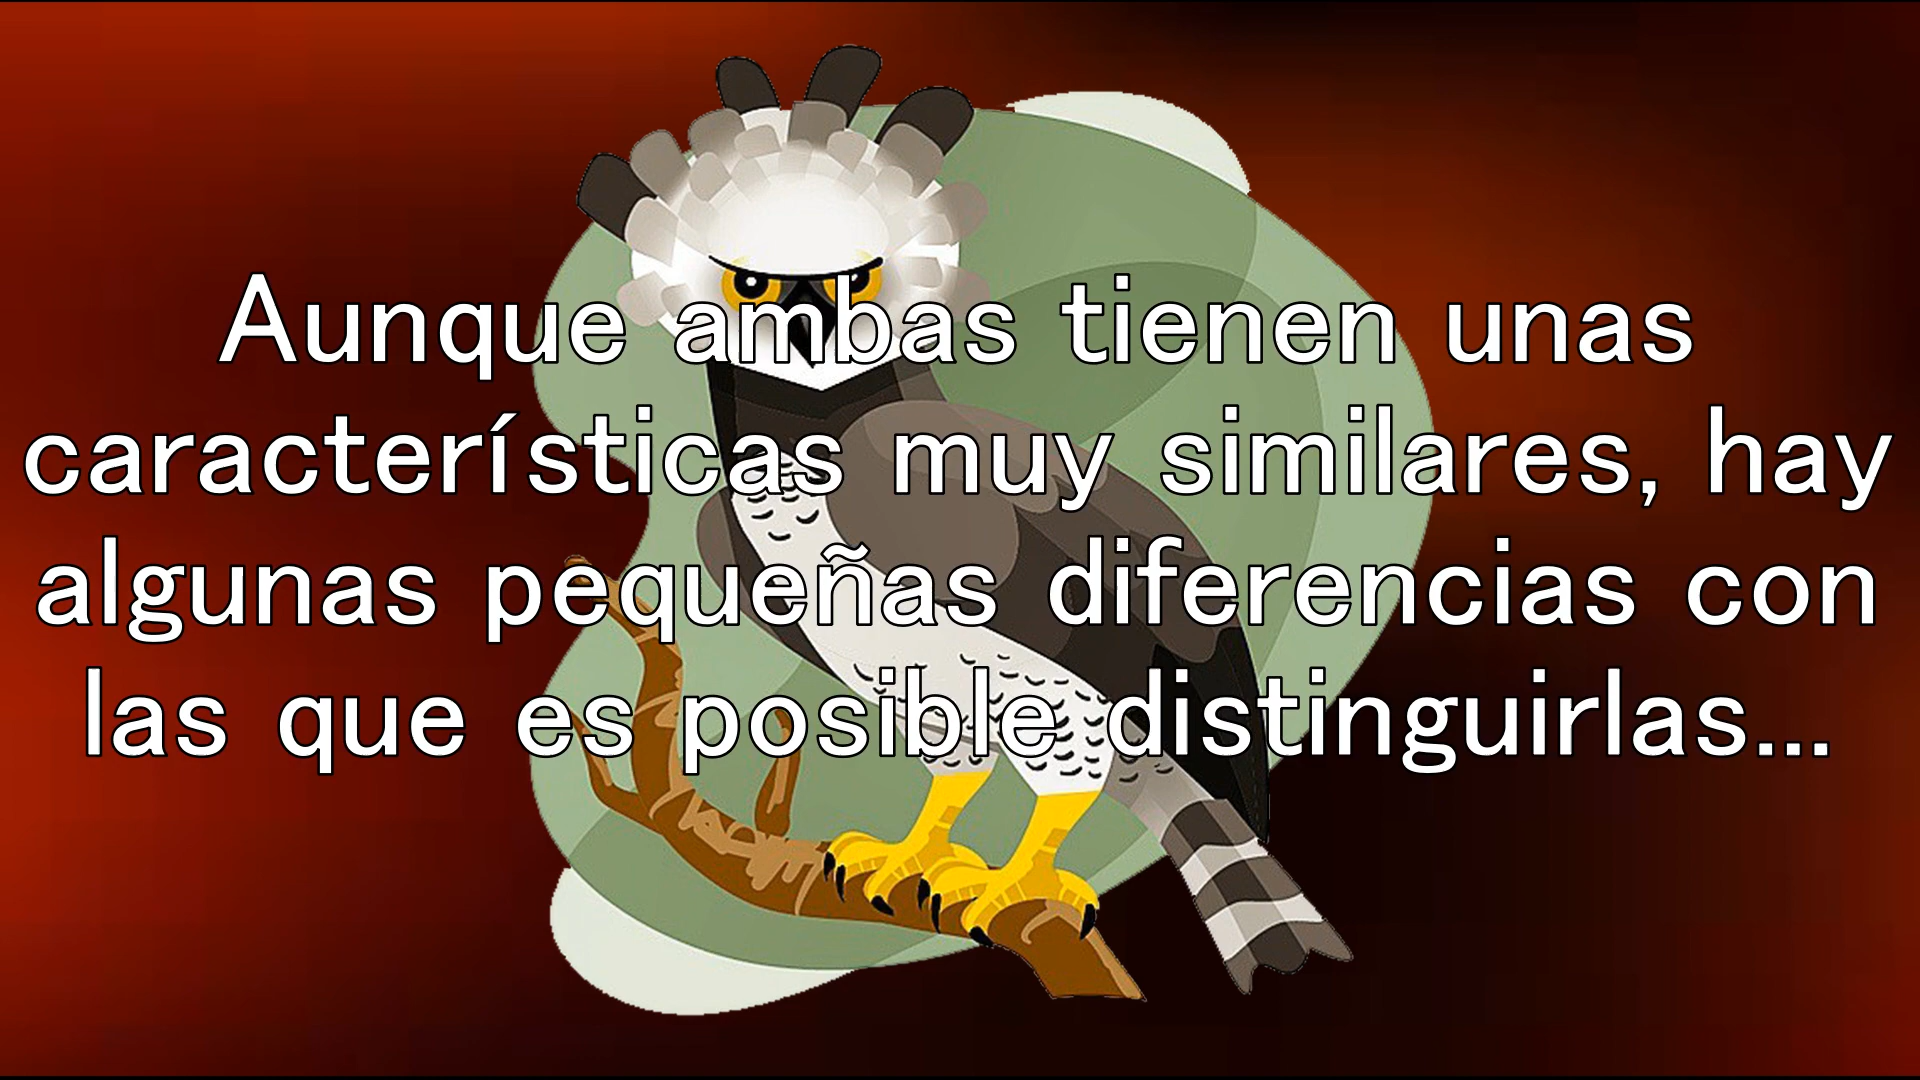 Aunque ambas tienen unas
características muy similares, hay
algunas pequeñas diferencias con
las que es posible distinguirlas...